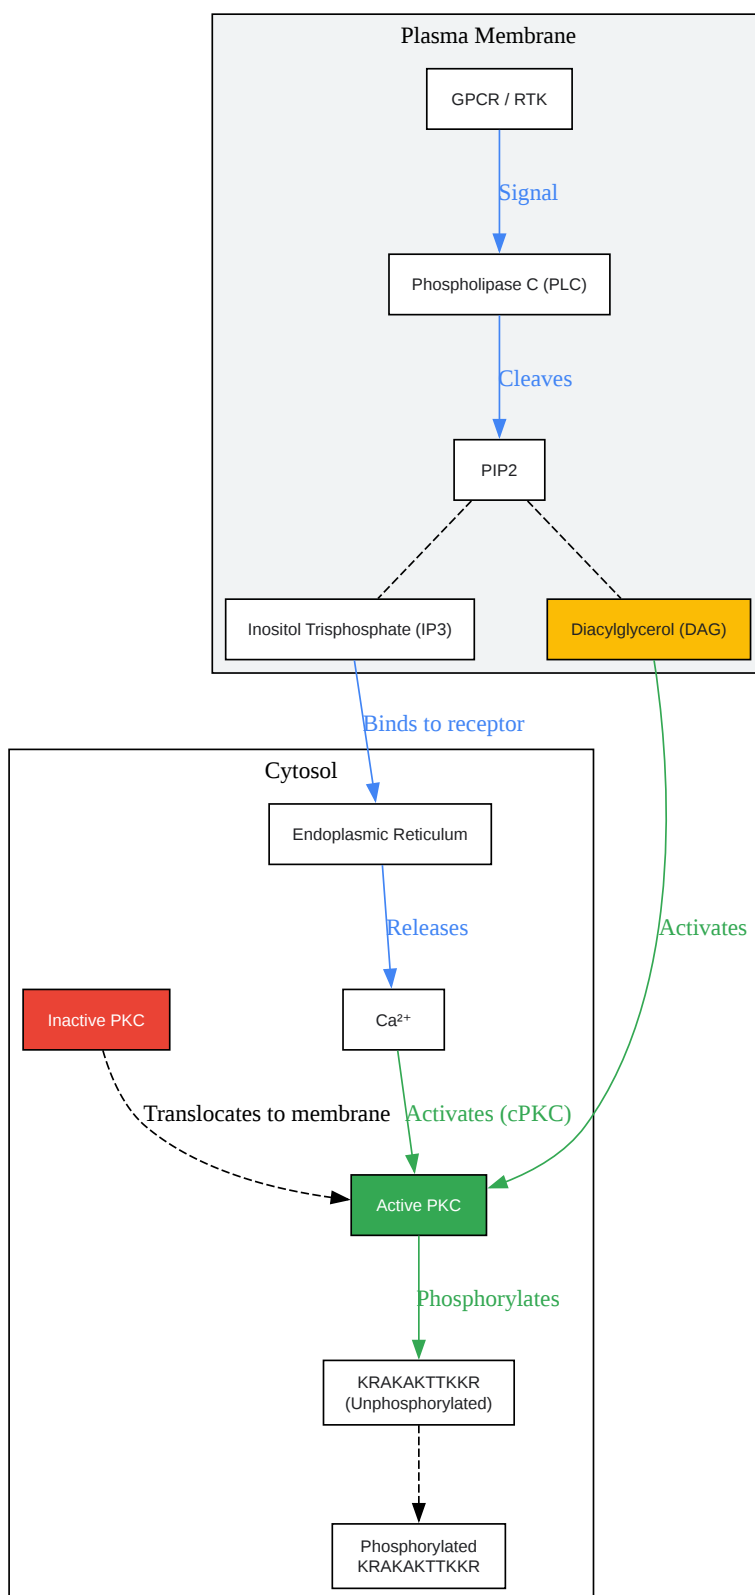 Plasma Membrane
GPCR / RTK
Signal
Phospholipase C (PLC)
Cleaves
PIP2
Inositol Trisphosphate (IP3)
Diacylglycerol (DAG)
Binds to receptor
Cytosol
Endoplasmic Reticulum
Releases
Activates
Inactive PKC
Ca²⁺
Translocates to membrane
Activates (cPKC)
Active PKC
Phosphorylates
KRAKAKTTKKR
(Unphosphorylated)
Phosphorylated
KRAKAKTTKKR